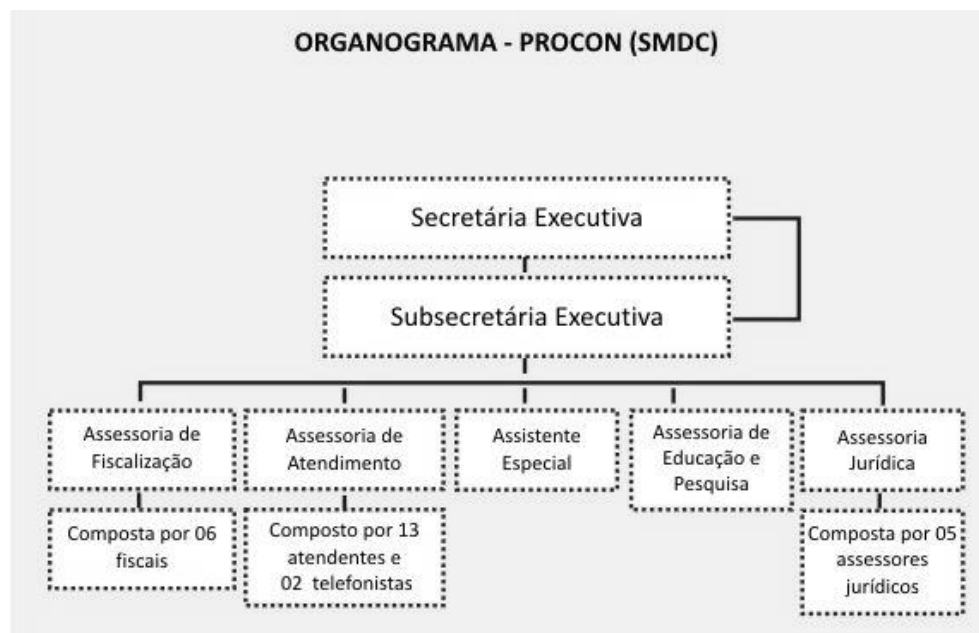 ORGANOGRAMA - PROCON (SMDC)
Secretária Executiva
Subsecretária Executiva
Assessoria de
Fiscalização
Assessoria de
Atendimento
Assistente
Especial
Assessoria de
Educação e
Pesquisa
Assessoria
Jurídica
Composta por 06
fiscais
Composto por 13
atendentes e
02 telefonistas
Composta por 05
assessores
jurídicos